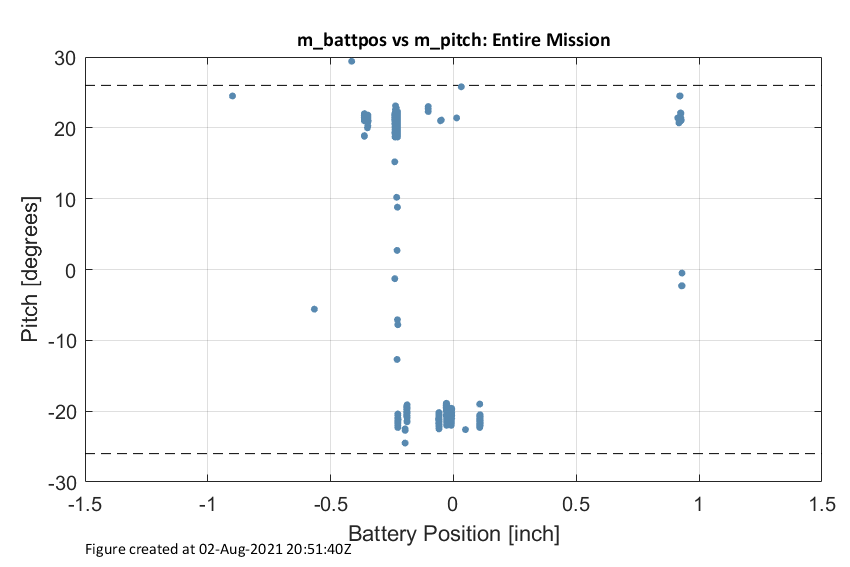 m_battpos vs m_pitch: Entire Mission
30
20
10
0
-10
-20
-30
Pitch [degrees]
-1.5 -1 -0.5 0 0.5 1 1.5
Battery Position [inch]
Figure created at 02-Aug-2021 20:51:40Z